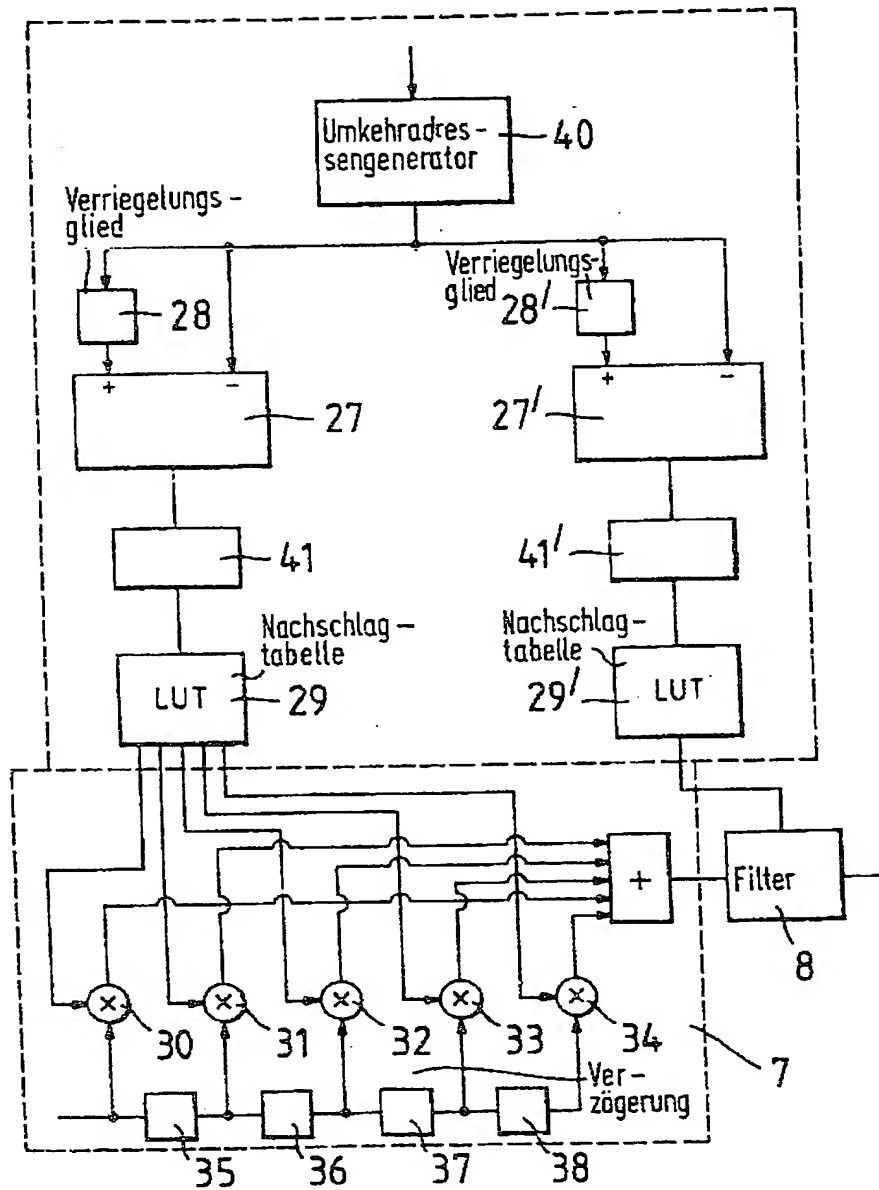 Umkehradres-
sengenerator
40
Verriegelungs-
glied
28
Verriegelungs-
glied
28'
+
-
27
+
-
27'
41
41'
Nachschlag-
tabelle
LUT
29
Nachschlag-
tabelle
LUT
29'
+
Filter
8
×
30
×
31
×
32
×
33
×
34
7
Ver-
zögerung
35
36
37
38